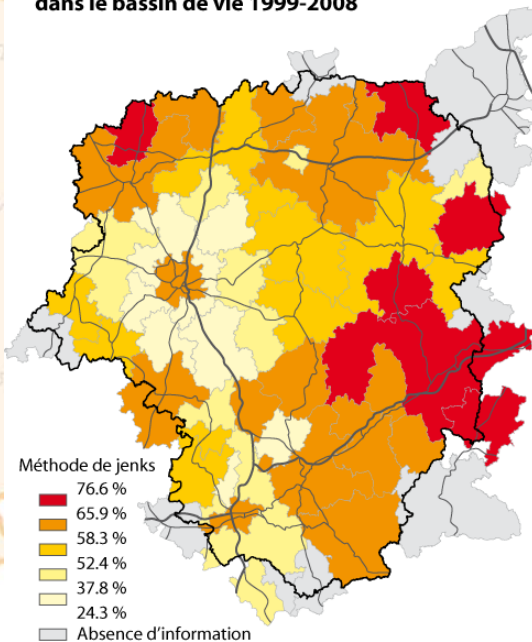 dans le bassin de vie 1999-2008
Méthode de jenks
76.6 %
65.9 %
58.3 %
52.4 %
37.8 %
24.3 %
Absence d'information